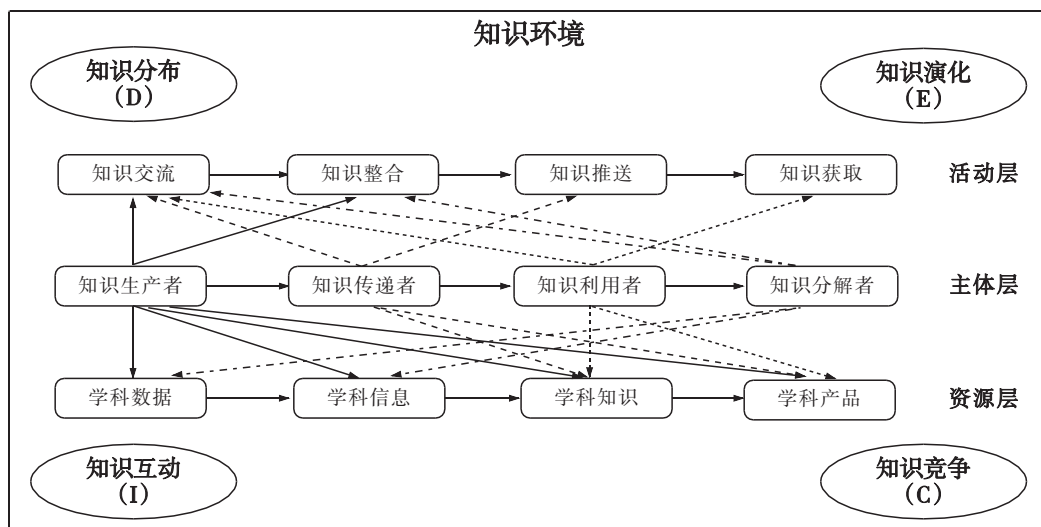 知识环境
知识分布
(D)
知识演化
(E)
知识交流
知识整合
知识推送
知识获取
活动层
知识生产者
知识传递者
知识利用者
知识分解者
主体层
学科数据
学科信息
学科知识
学科产品
资源层
知识互动
(I)
知识竞争
(C)